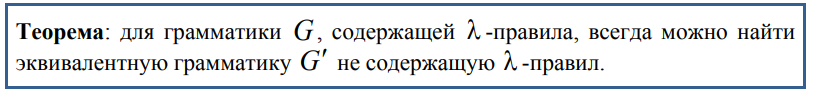 Теорема: для грамматики G, содержащей λ-правила, всегда можно найти
эквивалентную грамматику G′ не содержащую λ-правил.